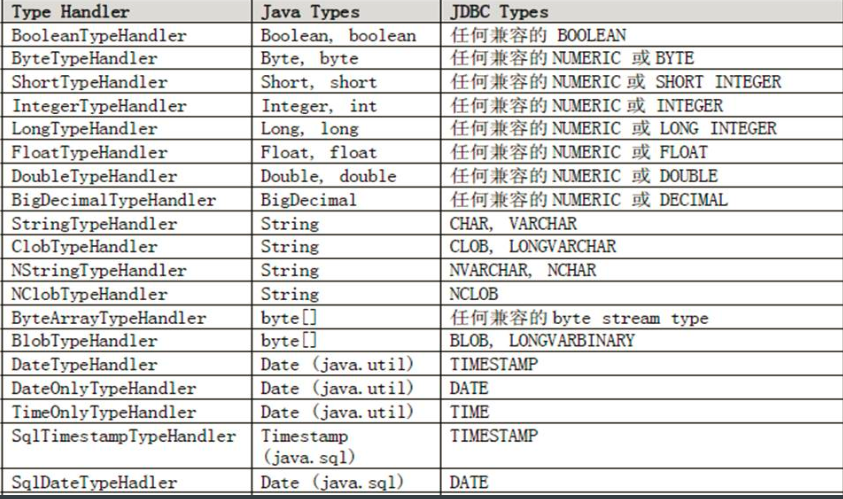 Type Handler Java Types JDBC Types
BooleanTypeHandler Boolean, boolean 任何兼容的 BOOLEAN
ByteTypeHandler Byte, byte 任何兼容的 NUMERIC 或 BYTE
ShortTypeHandler Short, short 任何兼容的 NUMERIC 或 SHORT INTEGER
IntegerTypeHandler Integer, int 任何兼容的 NUMERIC 或 INTEGER
LongTypeHandler Long, long 任何兼容的 NUMERIC 或 LONG INTEGER
FloatTypeHandler Float, float 任何兼容的 NUMERIC 或 FLOAT
DoubleTypeHandler Double, double 任何兼容的 NUMERIC 或 DOUBLE
BigDecimalTypeHandler BigDecimal 任何兼容的 NUMERIC 或 DECIMAL
StringTypeHandler String CHAR, VARCHAR
ClobTypeHandler String CLOB, LONGVARCHAR
NStringTypeHandler String NVARCHAR, NCHAR
NClobTypeHandler String NCLOB
ByteArrayTypeHandler byte[] 任何兼容的 byte stream type
BlobTypeHandler byte[] BLOB, LONGVARBINARY
DateTypeHandler Date (java.util) TIMESTAMP
DateOnlyTypeHandler Date (java.util) DATE
TimeOnlyTypeHandler Date (java.util) TIME
SqlTimestampTypeHandler Timestamp TIMESTAMP
(java.sql)
SqlDateTypeHadler Date (java.sql) DATE